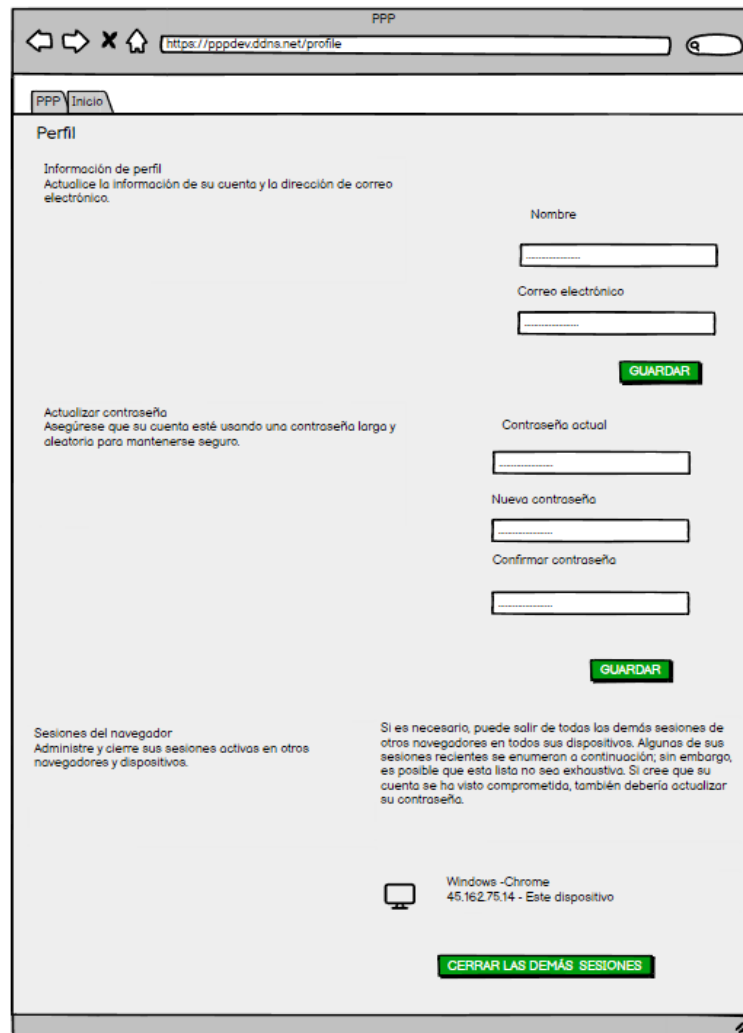 PPP
https://pppdev.ddns.net/profile
PPP
Inicio
Perfil
Información de perfil
Actualice la información de su cuenta y la dirección de correo
electrónico.
Nombre
Correo electrónico
GUARDAR
Actualizar contraseña
Asegúrese que su cuenta esté usando una contraseña larga y
aleatoria para mantenerse seguro.
Contraseña actual
Nueva contraseña
Confirmar contraseña
GUARDAR
Sesiones del navegador
Administre y cierre sus sesiones activas en otros
navegadores y dispositivos.
Si es necesario, puede salir de todas las demás sesiones de
otros navegadores en todos sus dispositivos. Algunas de sus
sesiones recientes se enumeran a continuación; sin embargo,
es posible que esta lista no sea exhaustiva. Si cree que su
cuenta se ha visto comprometida, también debería actualizar
su contraseña.
Windows -Chrome
45.162.75.14 - Este dispositivo
CERRAR LAS DEMÁS SESIONES